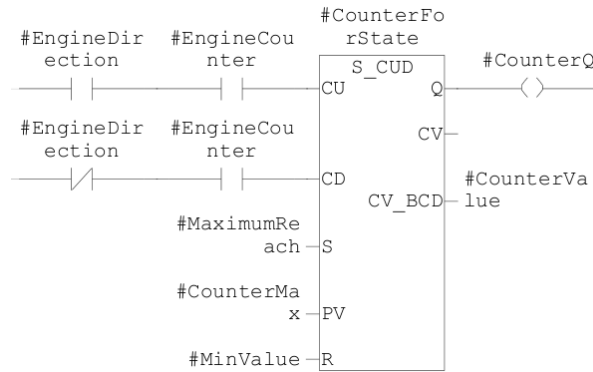 #CounterFo
rState
#EngineDir
ection
#EngineCou
nter
S_CUD
#CounterQ
CU
Q
#EngineDir
ection
#EngineCou
nter
CV
CD
CV_BCD
#CounterVa
lue
#MaximumRe
ach
S
#CounterMa
x
PV
#MinValue
R